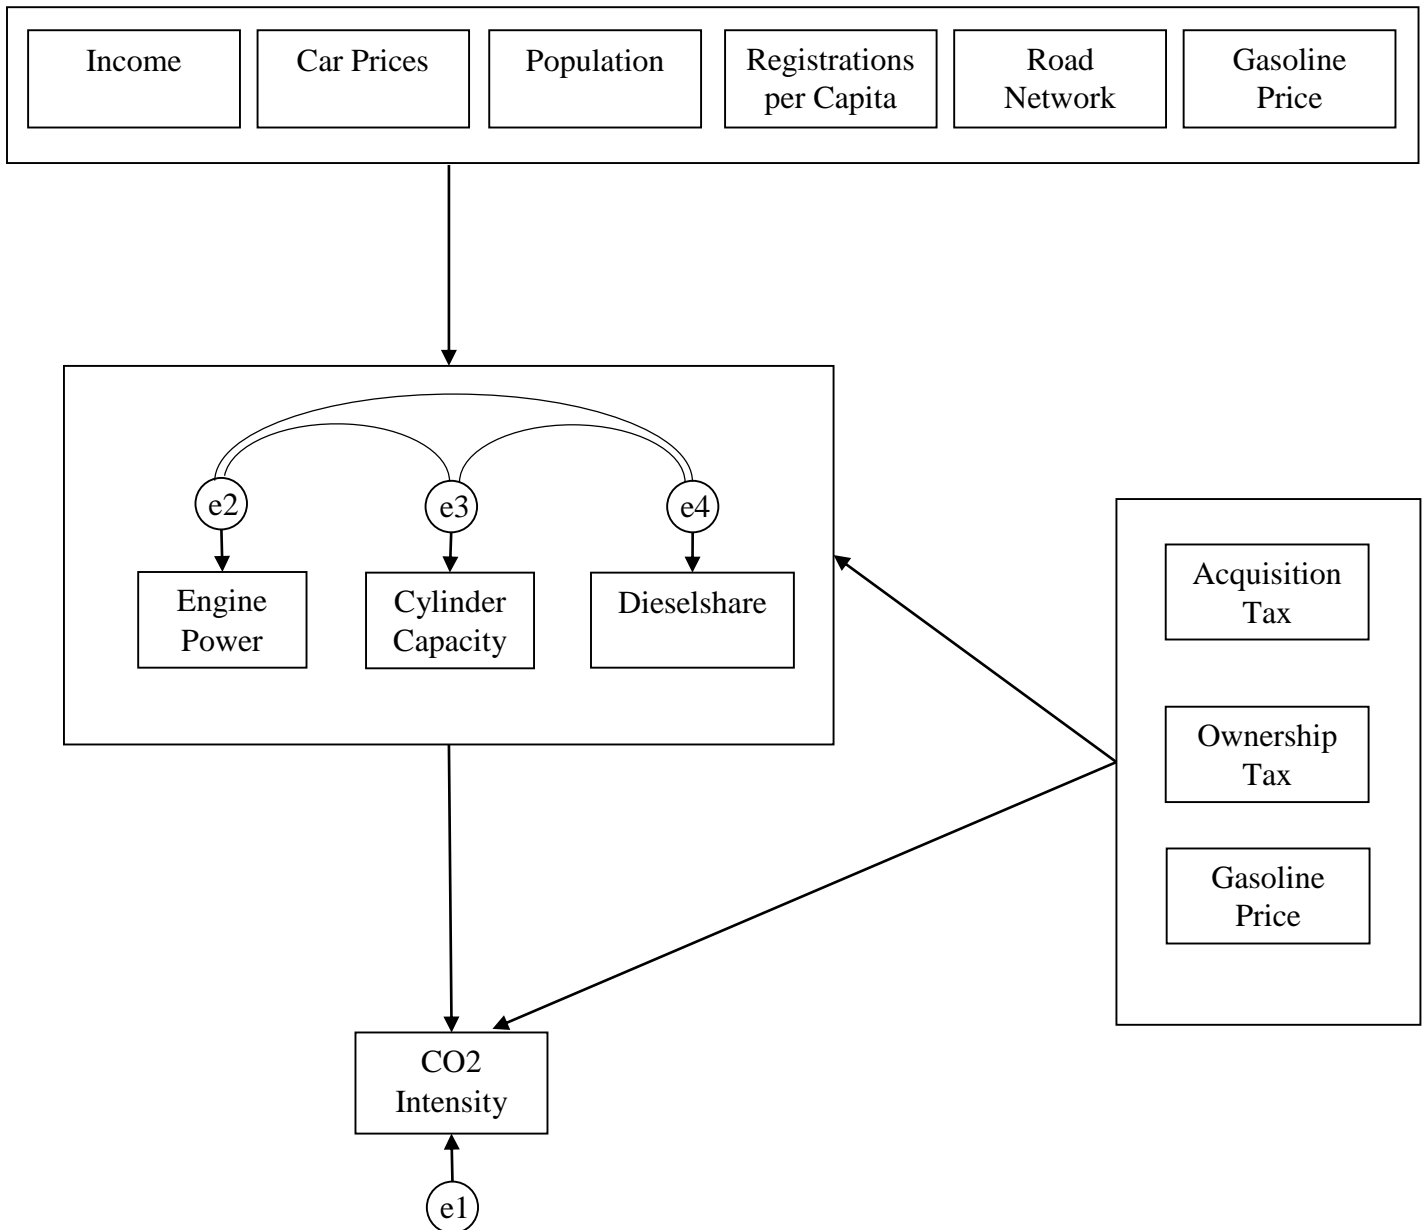 Income
Car Prices
Population
Registrations
per Capita
Road
Network
Gasoline
Price
e2
e3
e4
Engine
Power
Cylinder
Capacity
Dieselshare
Acquisition
Tax
Ownership
Tax
Gasoline
Price
CO2
Intensity
e1